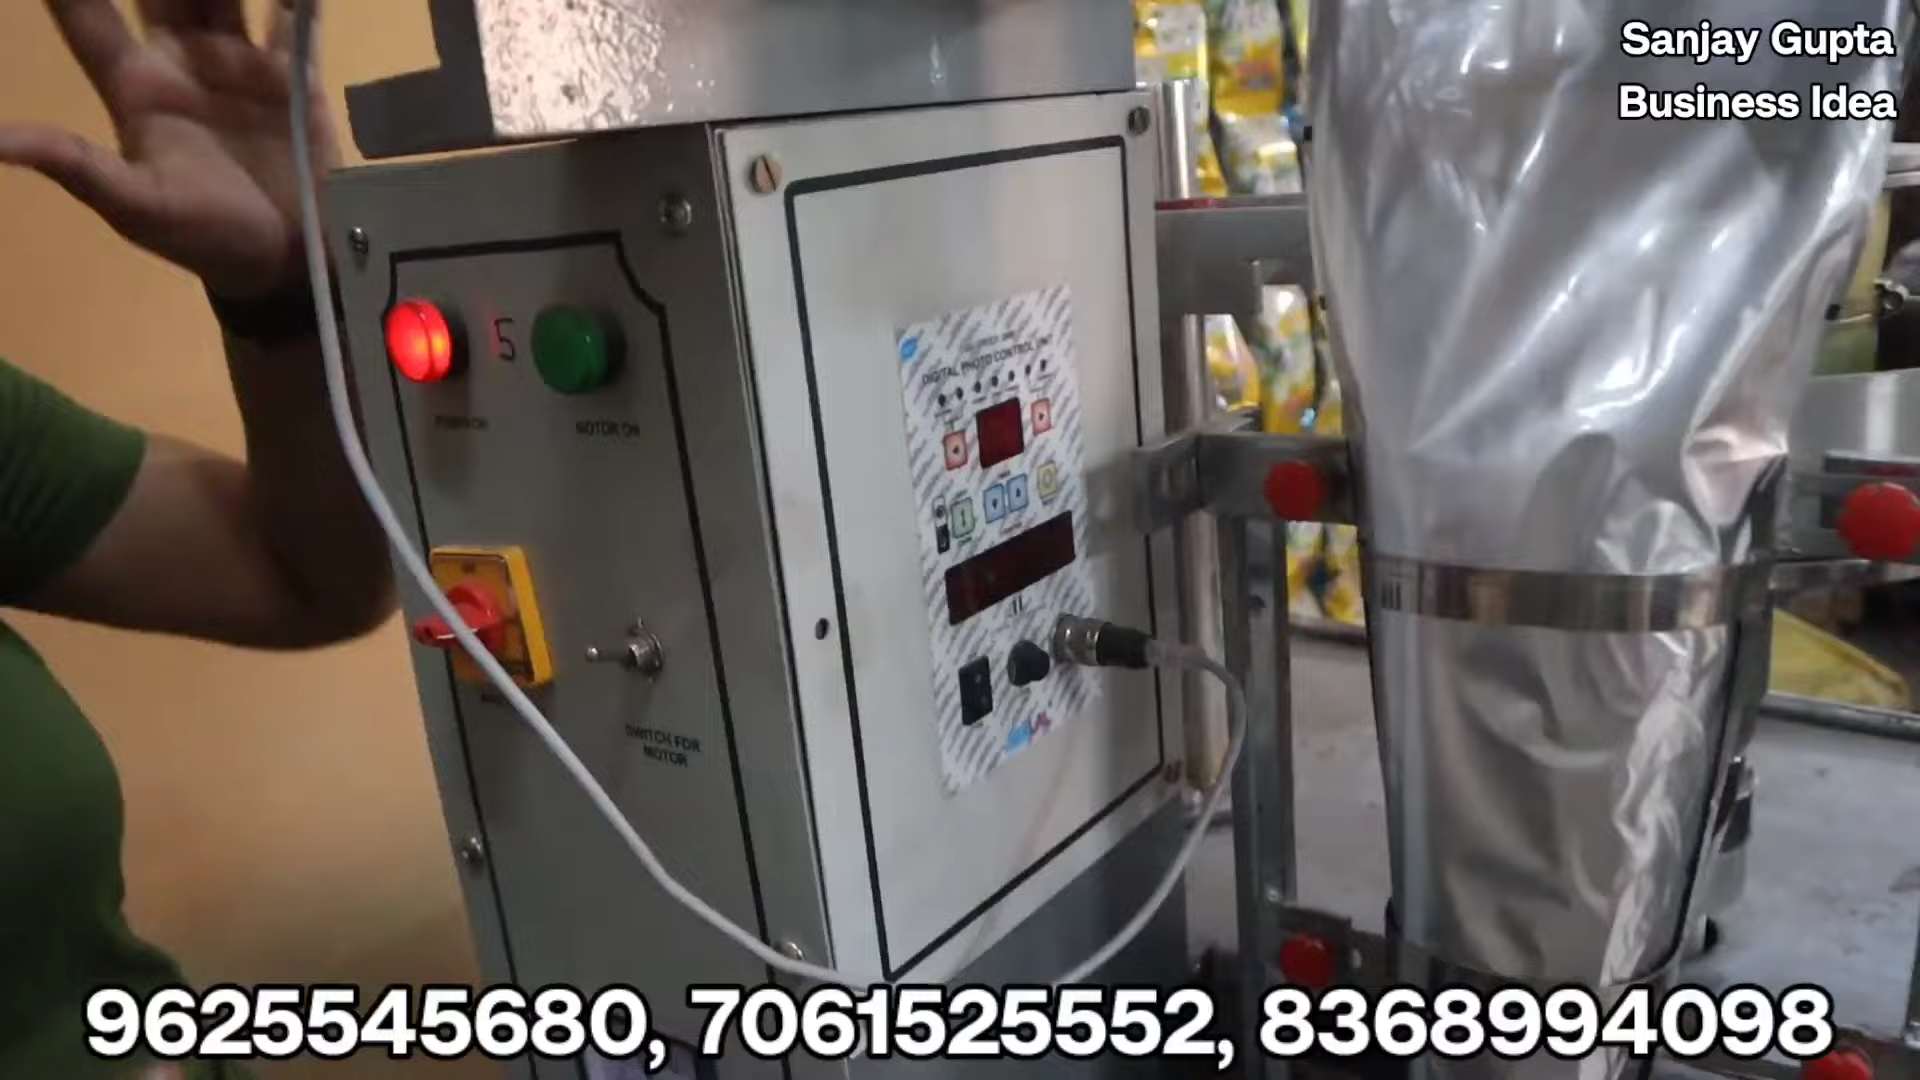 Sanjay Gupta
Business Idea
5
POWER ON
MOTOR ON
DIGITAL PHOTO CONTROL UNIT
SWITCH FOR
MOTOR
9625545680, 7061525552, 8368994098